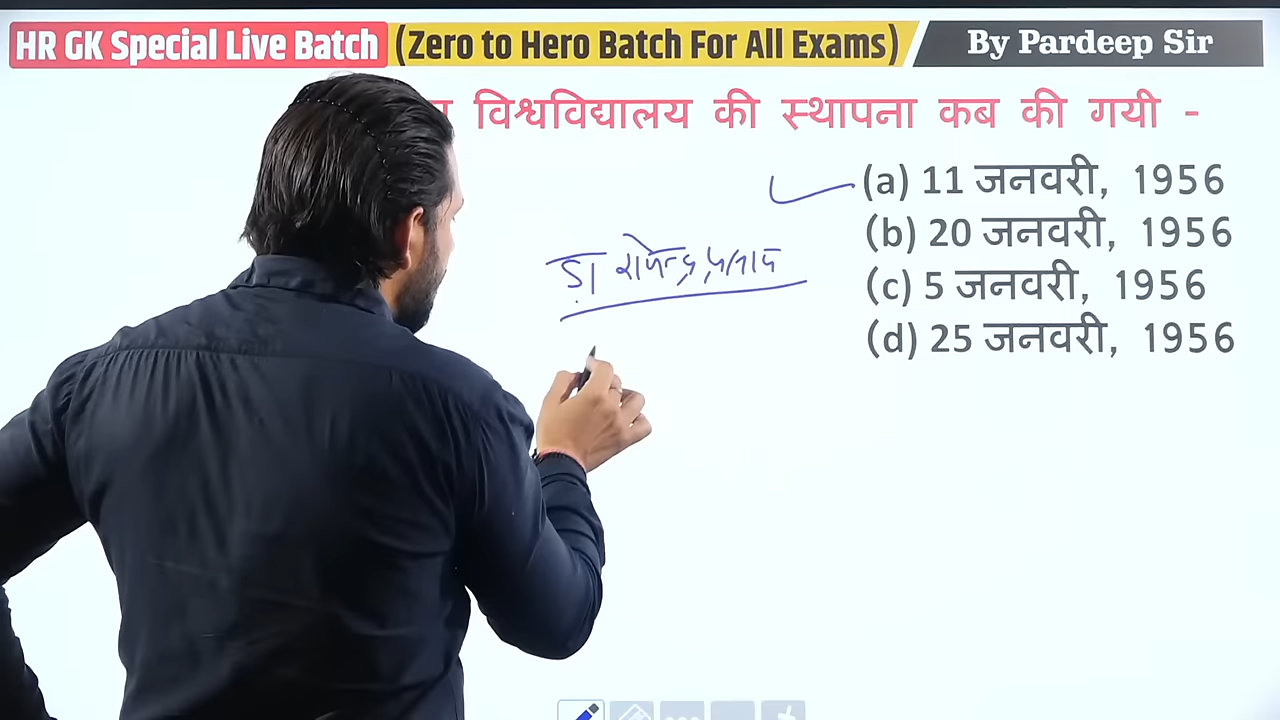 HR GK Special Live Batch (Zero to Hero Batch For All Exams) By Pardeep Sir
विश्वविद्यालय की स्थापना कब की गयी -
(a) 11 जनवरी, 1956
(b) 20 जनवरी, 1956
(c) 5 जनवरी, 1956
(d) 25 जनवरी, 1956
डा राजेन्द्र प्रसाद